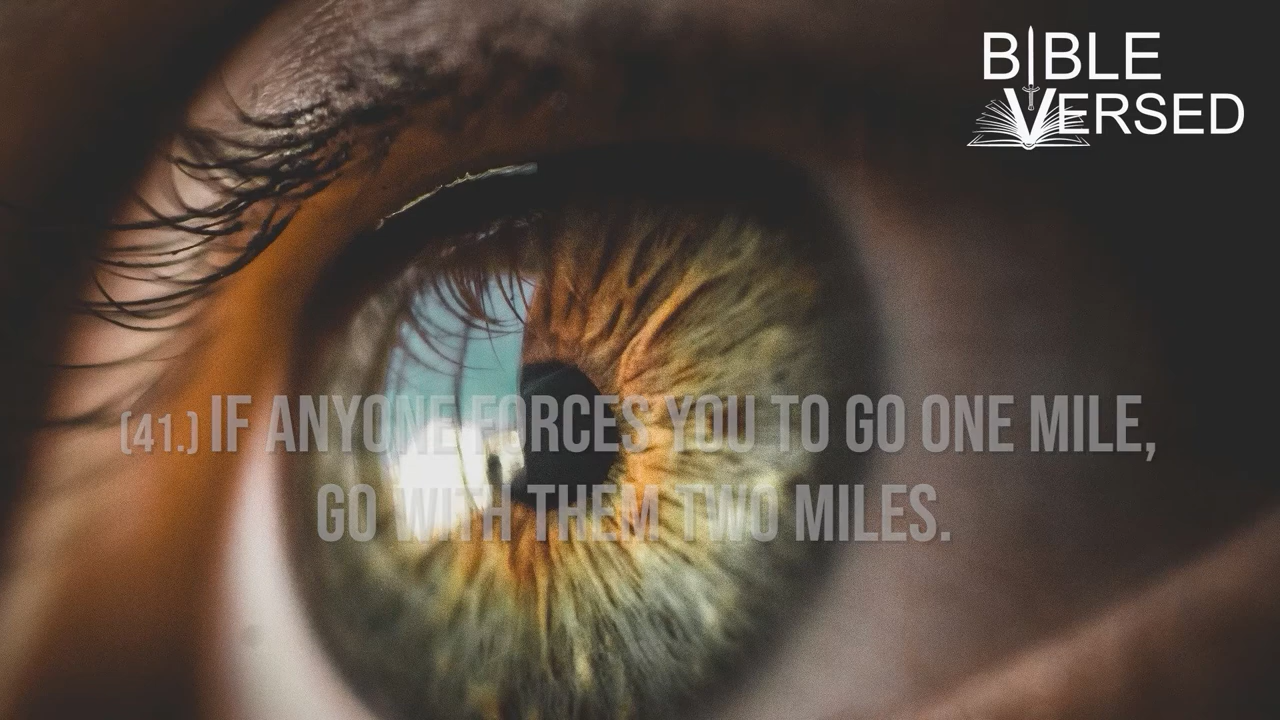 BIBLE
VERSED
(41.) IF ANYONE FORCES YOU TO GO ONE MILE,
GO WITH THEM TWO MILES.